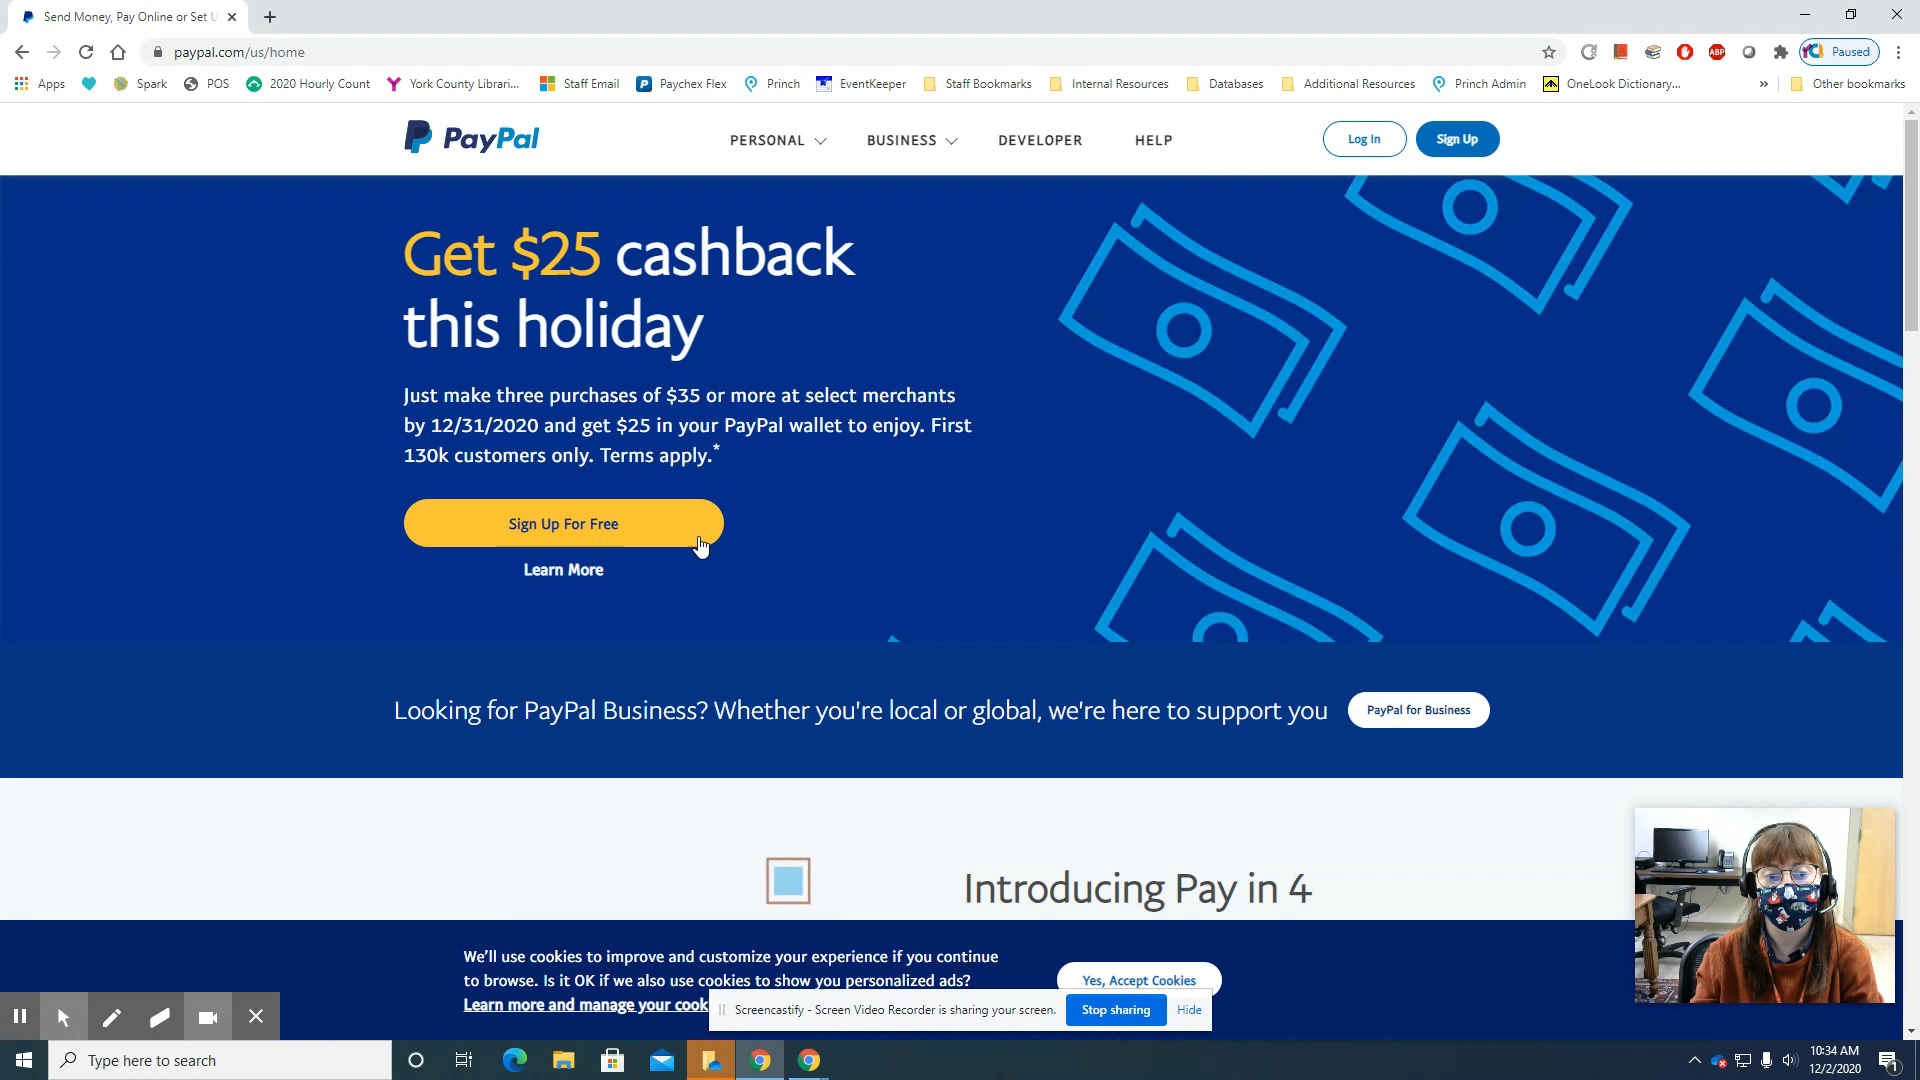 Send Money, Pay Online or Set U
paypal.com/us/home
ABP
Paused
Apps
Spark
POS
2020 Hourly Count
York County Librari...
Staff Email
Paychex Flex
Princh
EventKeeper
Staff Bookmarks
Internal Resources
Databases
Additional Resources
Princh Admin
OneLook Dictionary...
»
Other bookmarks
PayPal
PERSONAL
BUSINESS
DEVELOPER
HELP
Log In
Sign Up
Get $25 cashback
this holiday
Just make three purchases of $35 or more at select merchants
by 12/31/2020 and get $25 in your PayPal wallet to enjoy. First
130k customers only. Terms apply.*
Sign Up For Free
Learn More
Looking for PayPal Business? Whether you're local or global, we're here to support you
PayPal for Business
Introducing Pay in 4
We'll use cookies to improve and customize your experience if you continue
to browse. Is it OK if we also use cookies to show you personalized ads?
Learn more and manage your cook
Yes, Accept Cookies
Screencastify - Screen Video Recorder is sharing your screen.
Stop sharing
Hide
Type here to search
10:34 AM
12/2/2020
1